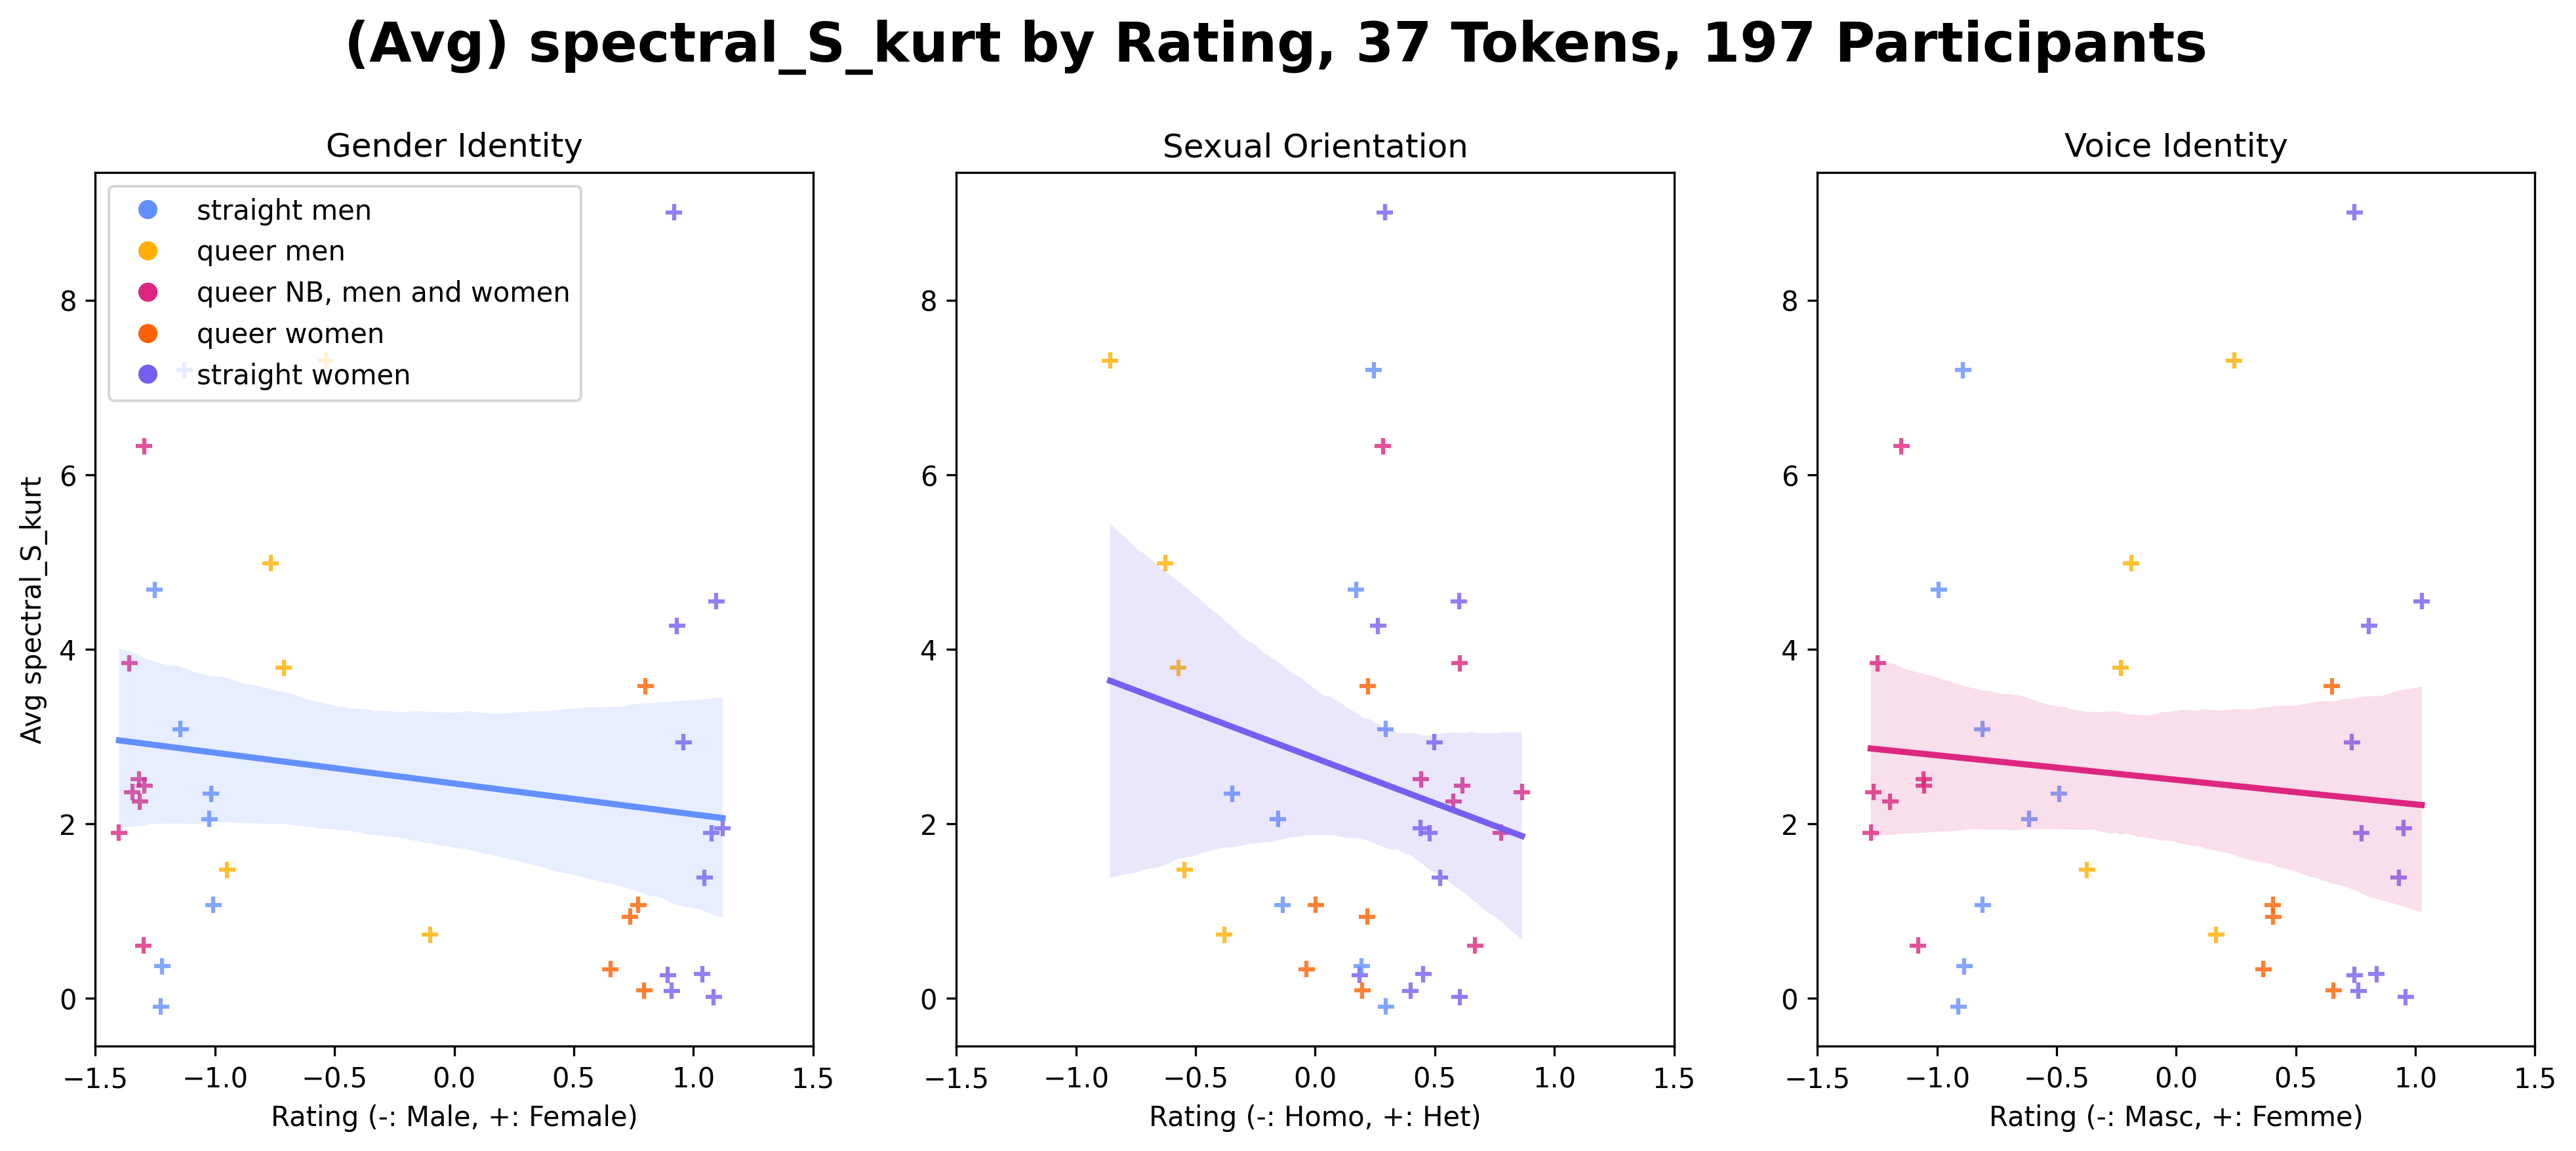 (Avg) spectral_S_kurt by Rating, 37 Tokens, 197 Participants
Gender Identity
straight men
queer men
queer NB, men and women
queer women
straight women
Avg spectral_S_kurt
8
6
4
2
0
−1.5 −1.0 −0.5 0.0 0.5 1.0 1.5
Rating (-: Male, +: Female)
Sexual Orientation
8
6
4
2
0
−1.5 −1.0 −0.5 0.0 0.5 1.0 1.5
Rating (-: Homo, +: Het)
Voice Identity
8
6
4
2
0
−1.5 −1.0 −0.5 0.0 0.5 1.0 1.5
Rating (-: Masc, +: Femme)